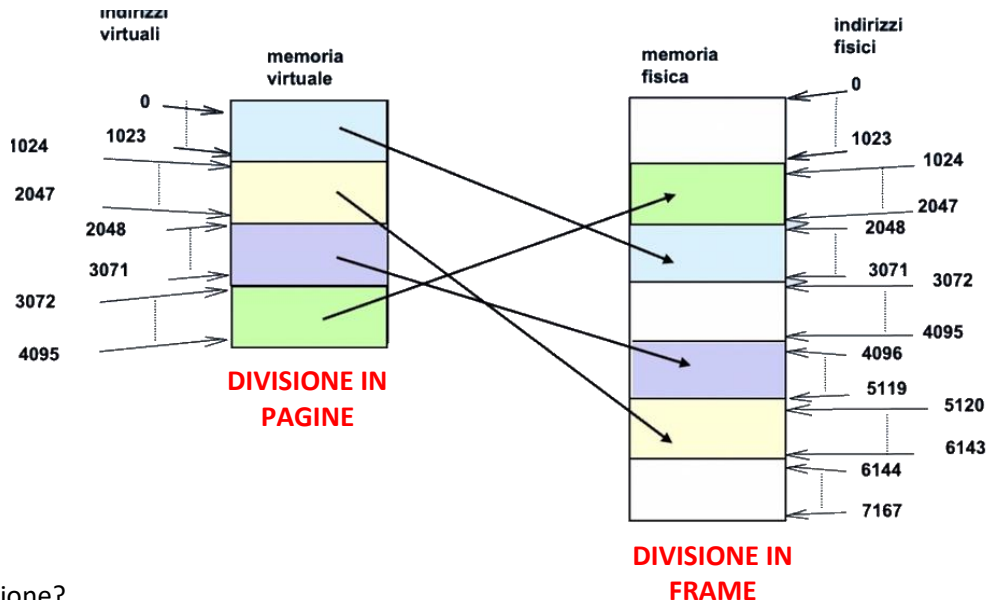 indirizzi
virtuali
memoria
virtuale
0
1023
1024
2047
2048
3071
3072
4095
DIVISIONE IN
PAGINE
memoria
fisica
indirizzi
fisici
0
1023
1024
2047
2048
3071
3072
4095
4096
5119
5120
6143
6144
7167
DIVISIONE IN
FRAME
ione?